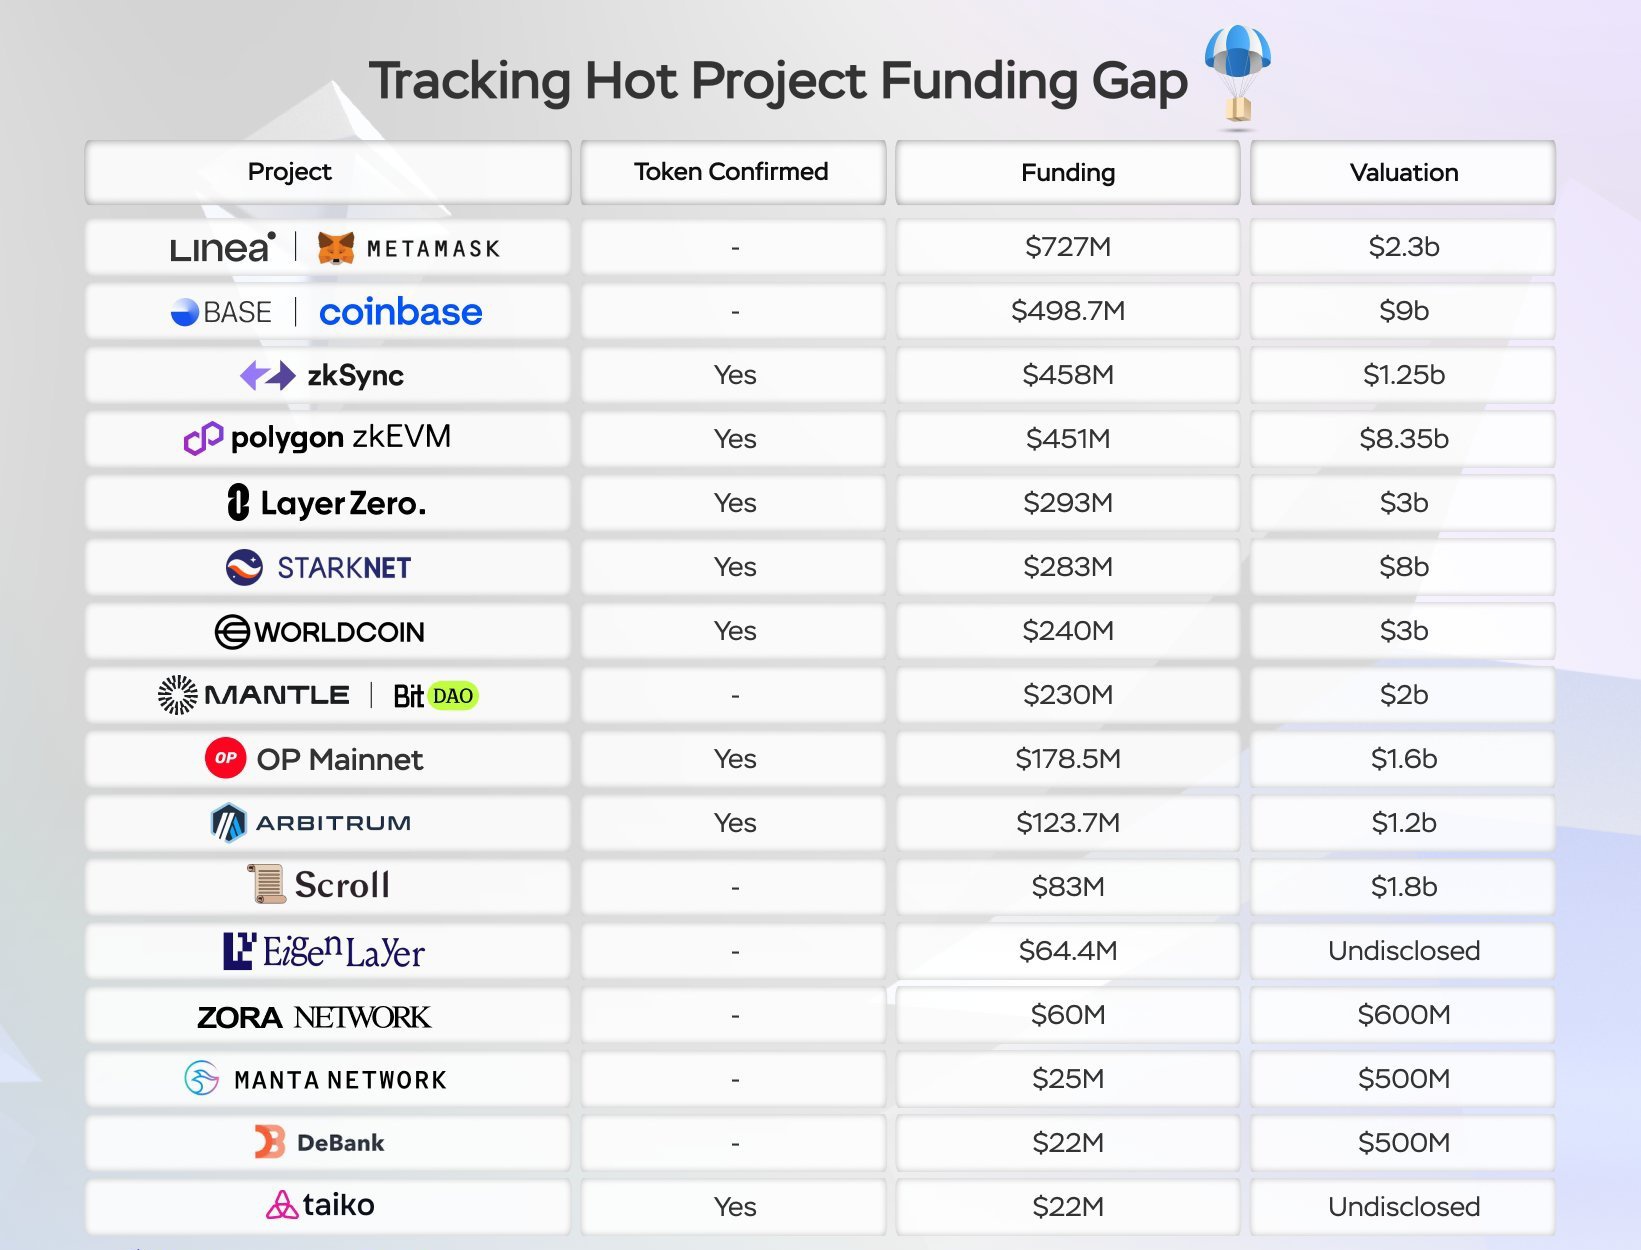 Tracking Hot Project Funding Gap
Project Token Confirmed Funding Valuation
Linea | METAMASK - $727M $2.3b
BASE | coinbase - $498.7M $9b
zkSync Yes $458M $1.25b
polygon zkEVM Yes $451M $8.35b
LayerZero. Yes $293M $3b
STARKNET Yes $283M $8b
WORLDCOIN Yes $240M $3b
MANTLE | BitDAO - $230M $2b
OP OP Mainnet Yes $178.5M $1.6b
ARBITRUM Yes $123.7M $1.2b
Scroll - $83M $1.8b
EigenLayer - $64.4M Undisclosed
ZORA NETWORK - $60M $600M
MANTA NETWORK - $25M $500M
DeBank - $22M $500M
taiko Yes $22M Undisclosed